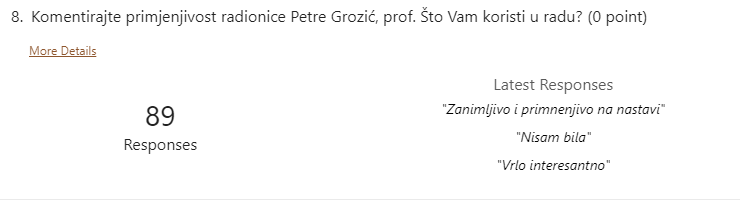 8. Komentirajte primjenjivost radionice Petre Grozić, prof. Što Vam koristi u radu? (0 point)
More Details
89
Responses
Latest Responses
"Zanimljivo i primnenjivo na nastavi"
"Nisam bila"
"Vrlo interesantno"